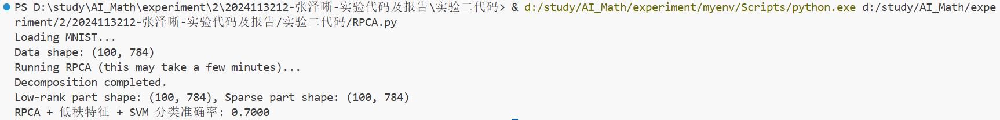 PS D:\study\AI_Math\experiment\2\2024113212-张泽晰-实验代码及报告\实验二代码> & d:/study/AI_Math/experiment/myenv/Scripts/python.exe d:/study/AI_Math/expe
riment/2/2024113212-张泽晰-实验代码及报告/实验二代码/RPCA.py
Loading MNIST...
Data shape: (100, 784)
Running RPCA (this may take a few minutes)...
Decomposition completed.
Low-rank part shape: (100, 784), Sparse part shape: (100, 784)
RPCA + 低秩特征 + SVM 分类准确率: 0.7000